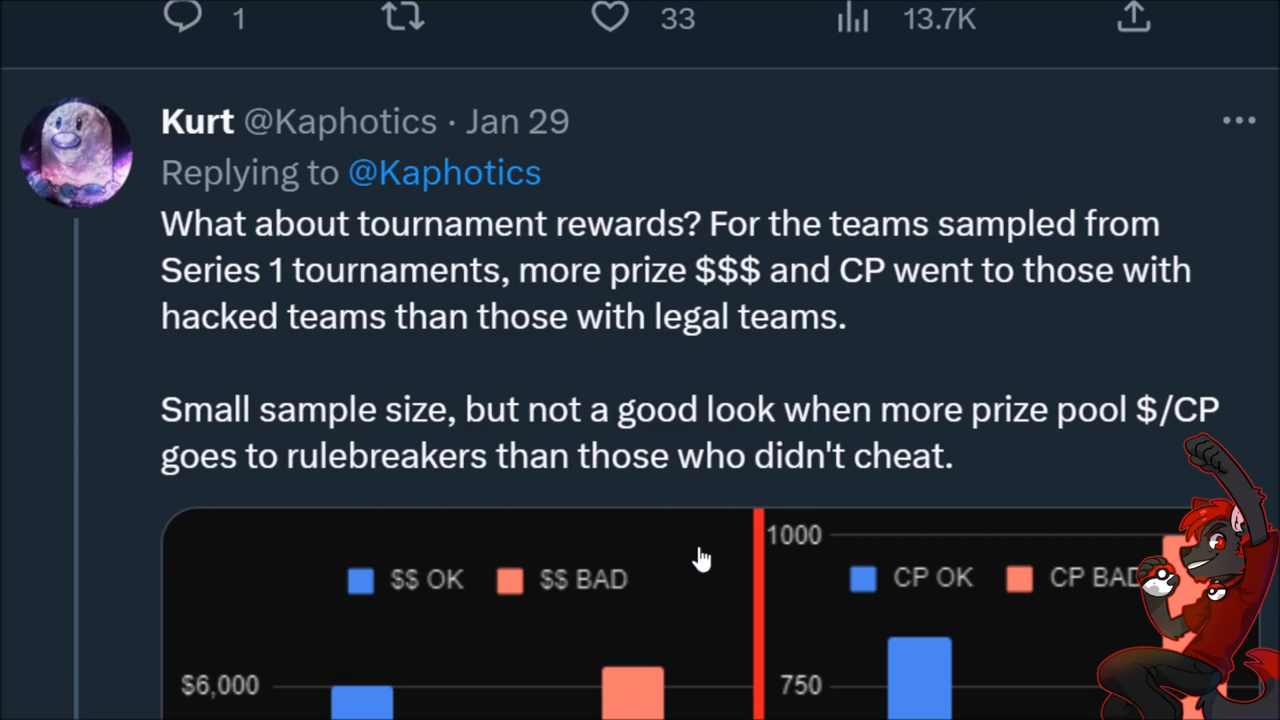 1 33 13.7K
Kurt @Kaphotics · Jan 29
Replying to @Kaphotics
What about tournament rewards? For the teams sampled from
Series 1 tournaments, more prize $$$ and CP went to those with
hacked teams than those with legal teams.
Small sample size, but not a good look when more prize pool $/CP
goes to rulebreakers than those who didn't cheat.
1000
$$ OK $$ BAD
CP OK CP BAD
$6,000
750